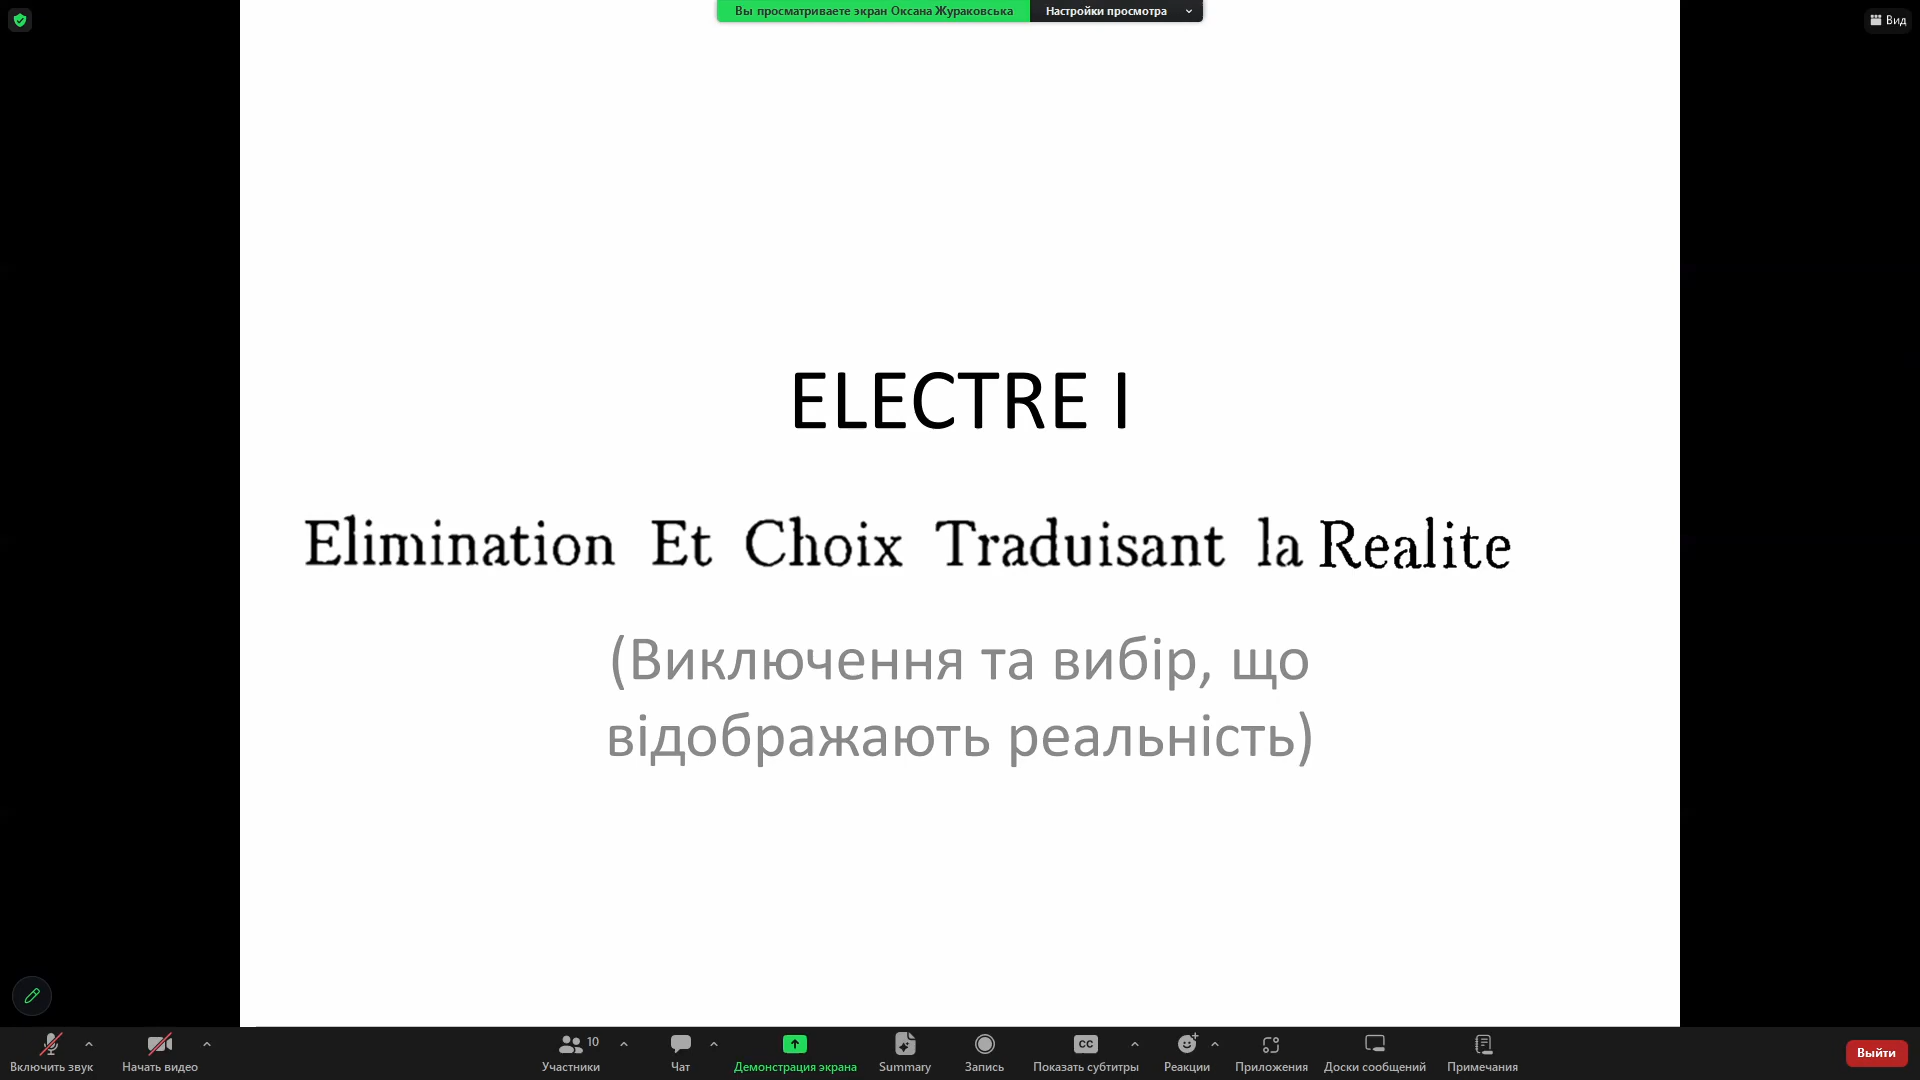 Вы просматриваете экран Оксана Жураковська
Настройки просмотра
Вид
ELECTRE I
Elimination Et Choix Traduisant la Realite
(Виключення та вибір, що
відображають реальність)
Включить звук
Начать видео
10
Участники
Чат
Демонстрация экрана
Summary
Запись
CC
Показать субтитры
Реакции
Приложения
Доски сообщений
Примечания
Выйти